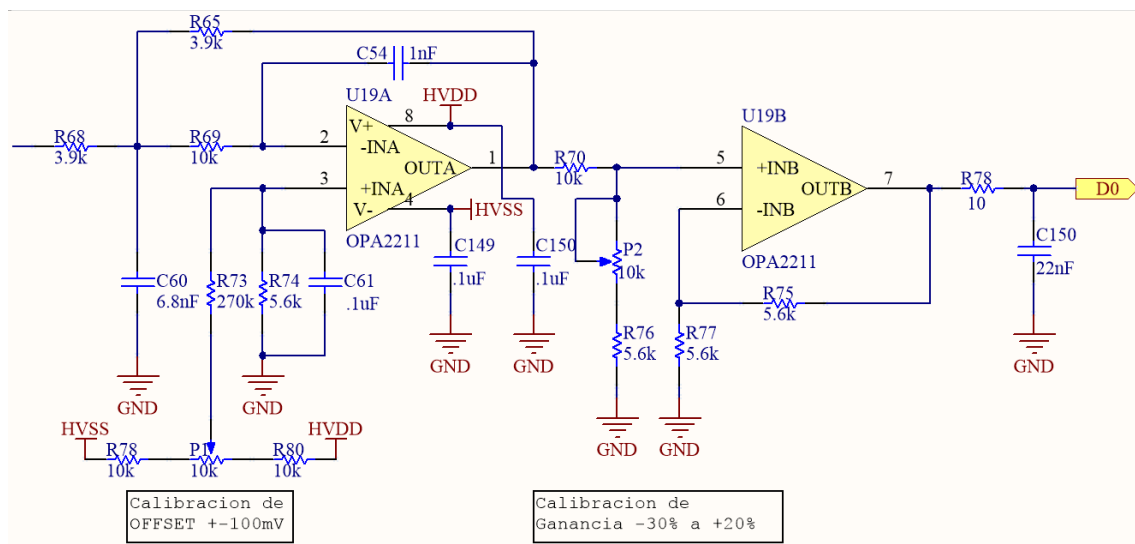 R65
3.9k
C54
1nF
U19A
HVDD
8
V+
R68
3.9k
R69
10k
2
-INA
OUTA
1
3
+INA
V-
4
HVSS
OPA2211
R70
10k
U19B
5
+INB
OUTB
7
6
-INB
OPA2211
R78
10
D0
C149
.1uF
C150
.1uF
P2
10k
C150
22nF
C60
6.8nF
R73
270k
R74
5.6k
C61
.1uF
R75
5.6k
R76
5.6k
R77
5.6k
GND
GND
GND
GND
GND
GND
GND
HVSS
R78
10k
P1
10k
R80
10k
HVDD
Calibracion de
OFFSET +-100mV
Calibracion de
Ganancia -30% a +20%